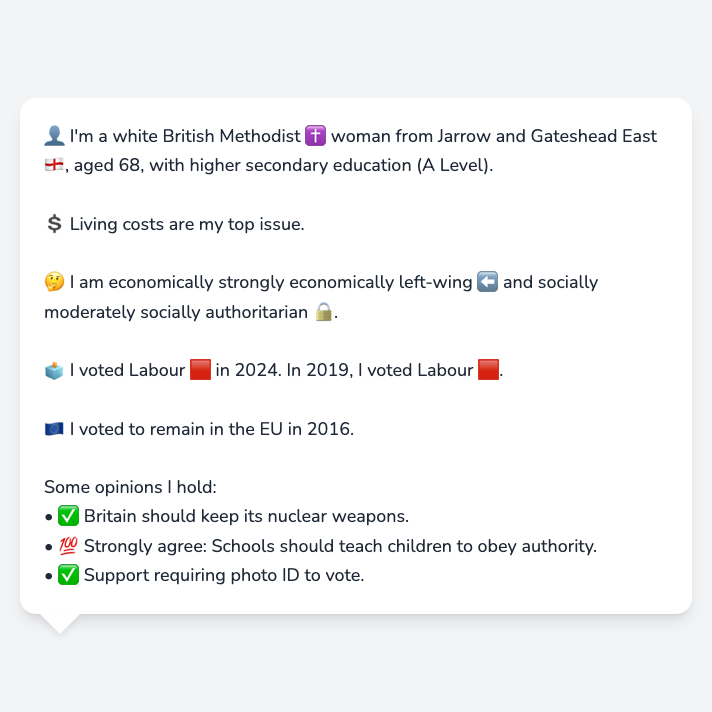 👤 I'm a white British Methodist ✝️ woman from Jarrow and Gateshead East
🏴󠁧󠁢󠁥󠁮󠁧󠁿, aged 68, with higher secondary education (A Level).
💲 Living costs are my top issue.
🤔 I am economically strongly economically left-wing ⬅️ and socially
moderately socially authoritarian 🔒.
🗳️ I voted Labour 🟥 in 2024. In 2019, I voted Labour 🟥.
🇪🇺 I voted to remain in the EU in 2016.
Some opinions I hold:
• ✅ Britain should keep its nuclear weapons.
• 💯 Strongly agree: Schools should teach children to obey authority.
• ✅ Support requiring photo ID to vote.